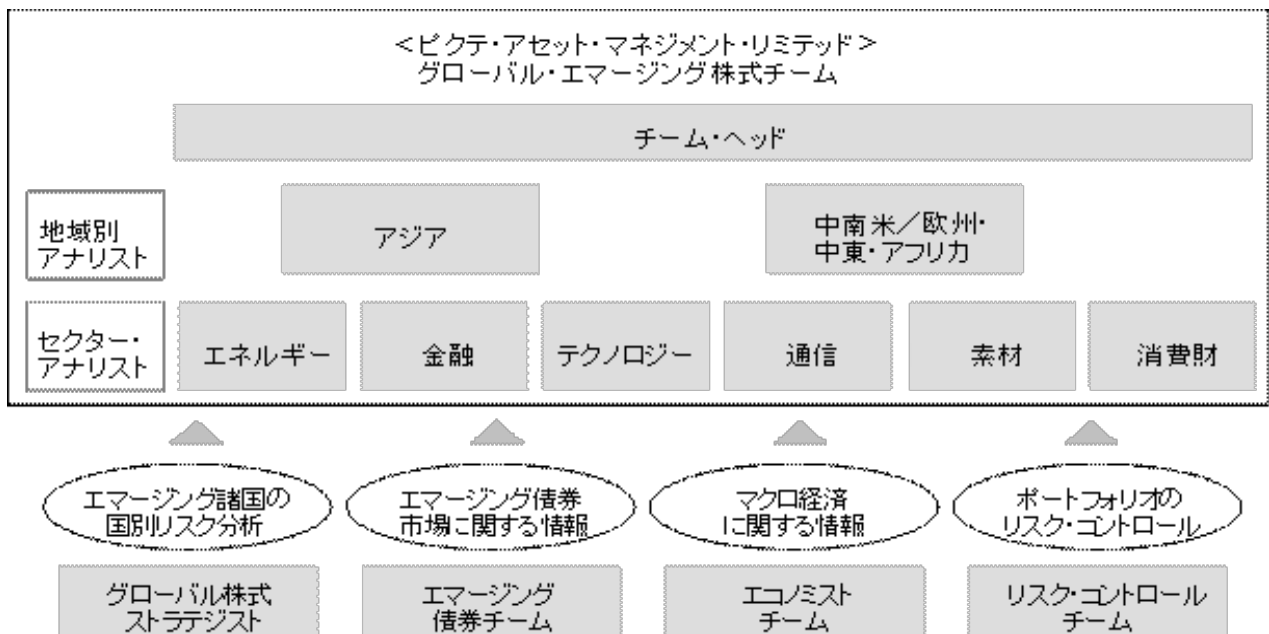 ＜ピクテ・アセット・マネジメント・リミテッド＞
グローバル・エマージング株式チーム
チーム・ヘッド
地域別
アナリスト
アジア
中南米／欧州・
中東・アフリカ
セクター・
アナリスト
エネルギー
金融
テクノロジー
通信
素材
消費財
エマージング諸国の
国別リスク分析
エマージング債券
市場に関する情報
マクロ経済
に関する情報
ポートフォリオの
リスク・コントロール
グローバル株式
ストラテジスト
エマージング
債券チーム
エコノミスト
チーム
リスク・コントロール
チーム